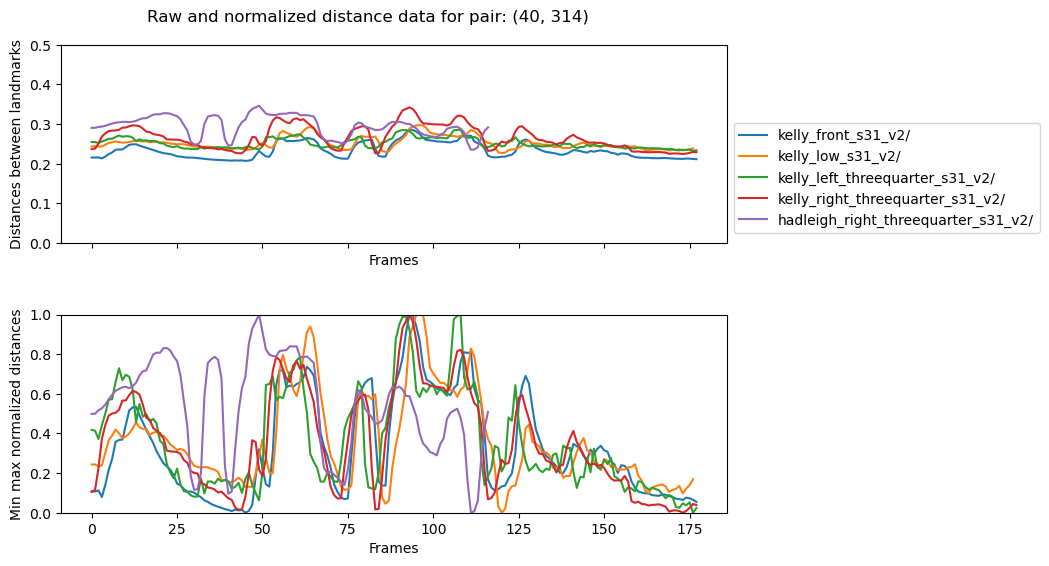 Raw and normalized distance data for pair: (40, 314)
Distances between landmarks
0.5
0.4
0.3
0.2
0.1
0.0
Frames
kelly_front_s31_v2/
kelly_low_s31_v2/
kelly_left_threequarter_s31_v2/
kelly_right_threequarter_s31_v2/
hadleigh_right_threequarter_s31_v2/
Min max normalized distances
1.0
0.8
0.6
0.4
0.2
0.0
0 25 50 75 100 125 150 175
Frames